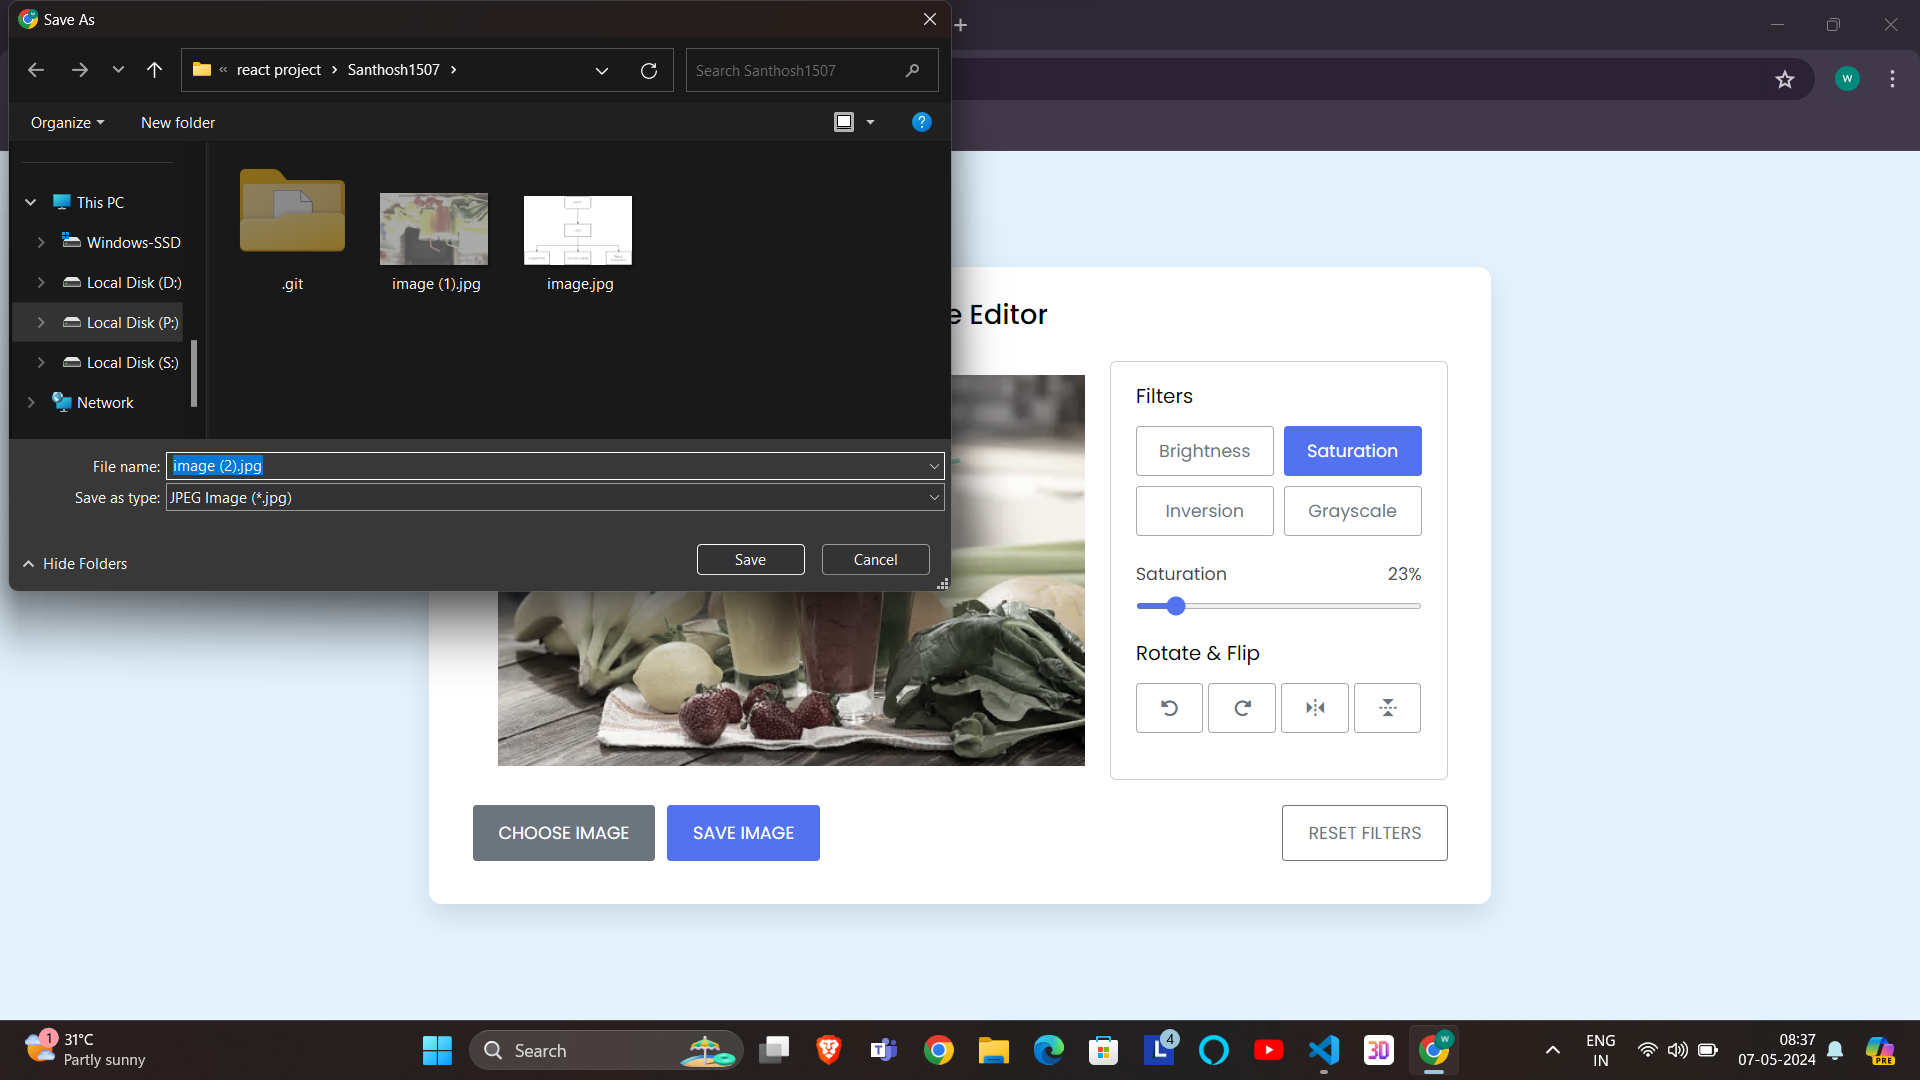 Save As
react project
Santhosh1507
Search Santhosh1507
Organize
New folder
This PC
Windows-SSD
Local Disk (D:)
Local Disk (P:)
Local Disk (S:)
Network
.git
image (1).jpg
image.jpg
File name:
image (2).jpg
Save as type:
JPEG Image (*.jpg)
Hide Folders
Save
Cancel
W
e Editor
Filters
Brightness
Saturation
Inversion
Grayscale
Saturation
23%
Rotate & Flip
CHOOSE IMAGE
SAVE IMAGE
RESET FILTERS
1
31°C
Partly sunny
Search
T
L
4
3D
W
ENG
IN
08:37
07-05-2024
PRE